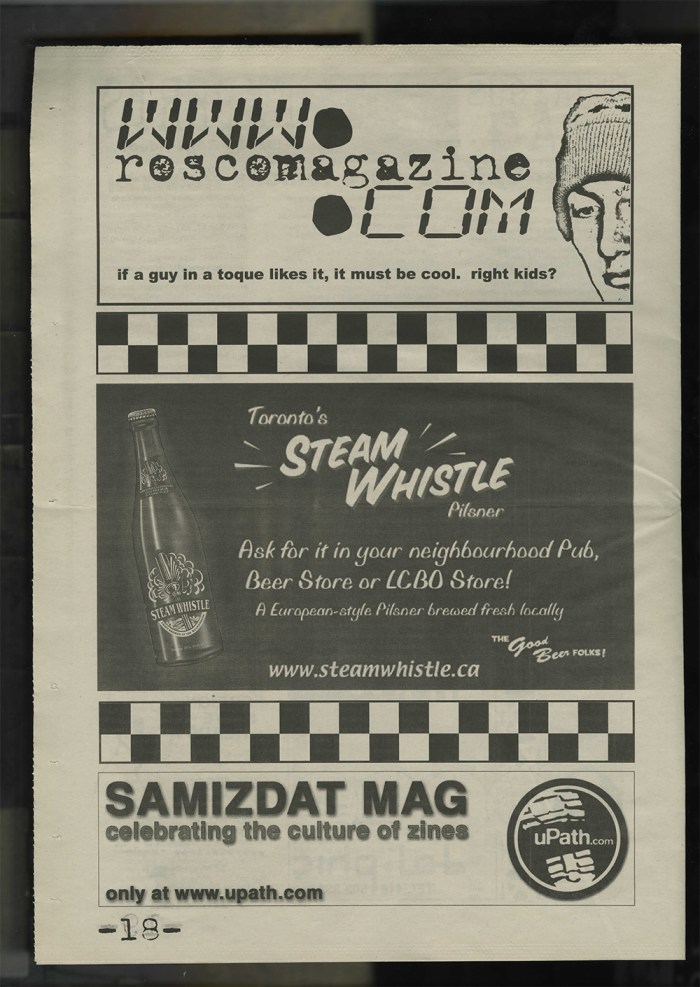 www.
roscomagazine
.COM
if a guy in a toque likes it, it must be cool.  right kids?
Toronto's
STEAM
WHISTLE
Pilsner
Ask for it in your neighbourhood Pub,
Beer Store or LCBO Store!
A European-style Pilsner brewed fresh locally
THE Good
Beer FOLKS!
www.steamwhistle.ca
STEAM WHISTLE
SAMIZDAT MAG
celebrating the culture of zines
only at www.upath.com
uPath.com
-18-